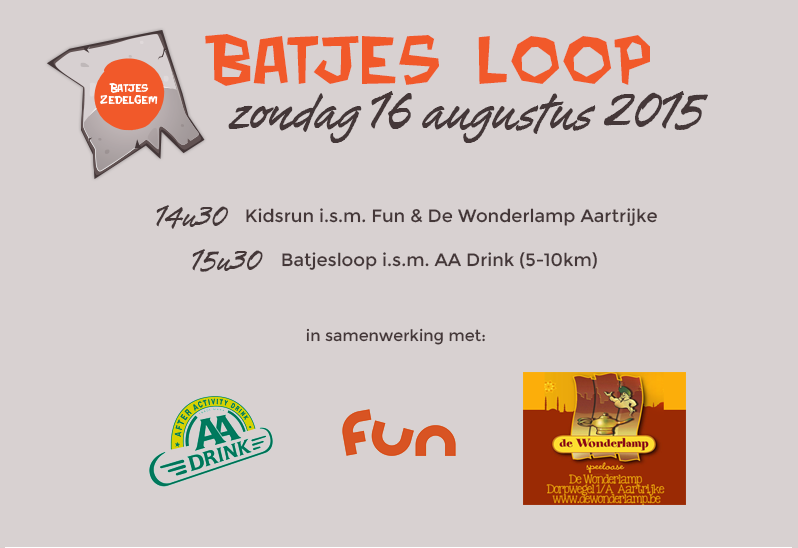 BATJES
ZEDELGEM
BATJES LOOP
zondag 16 augustus 2015
14u30 Kidsrun i.s.m. Fun & De Wonderlamp Aartrijke
15u30 Batjesloop i.s.m. AA Drink (5-10km)
in samenwerking met:
AFTER ACTIVITY DRINK
AA
DRINK
Fun
de Wonderlamp
speeloase
De Wonderlamp
Dorpwegel 1/A Aartrijke
www.dewonderlamp.be